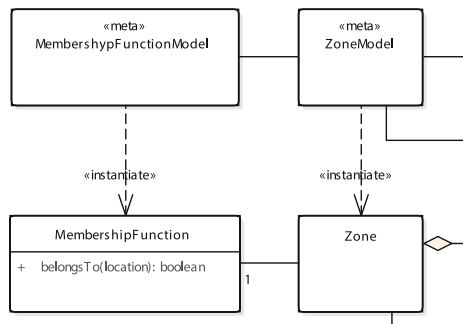 «meta»
MembershypFunctionModel
«meta»
ZoneModel
«instantiate»
«instantiate»
MembershipFunction
+ belongsTo(location): boolean
1
Zone